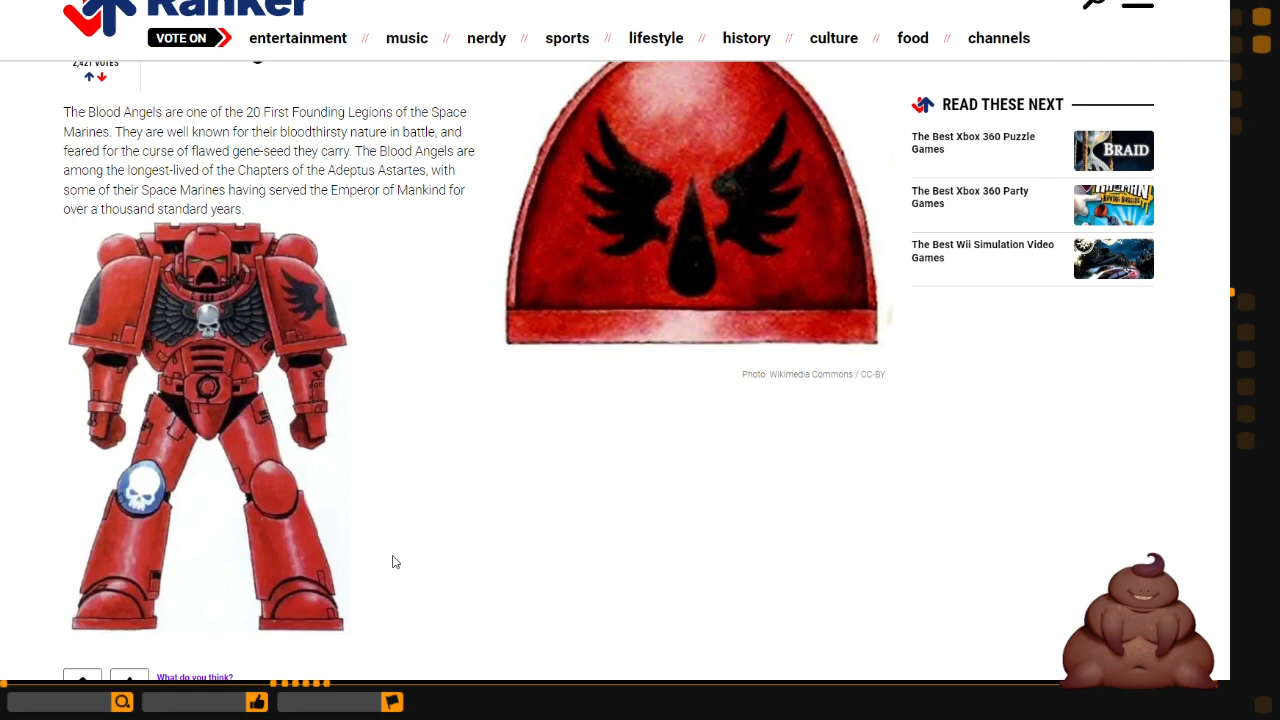 Ranker
VOTE ON
entertainment // music // nerdy // sports // lifestyle // history // culture // food // channels
2,421 VOTES
The Blood Angels are one of the 20 First Founding Legions of the Space
Marines. They are well known for their bloodthirsty nature in battle, and
feared for the curse of flawed gene-seed they carry. The Blood Angels are
among the longest-lived of the Chapters of the Adeptus Astartes, with
some of their Space Marines having served the Emperor of Mankind for
over a thousand standard years.
Photo: Wikimedia Commons / CC-BY
READ THESE NEXT
The Best Xbox 360 Puzzle
Games
BRAID
The Best Xbox 360 Party
Games
The Best Wii Simulation Video
Games
What do you think?